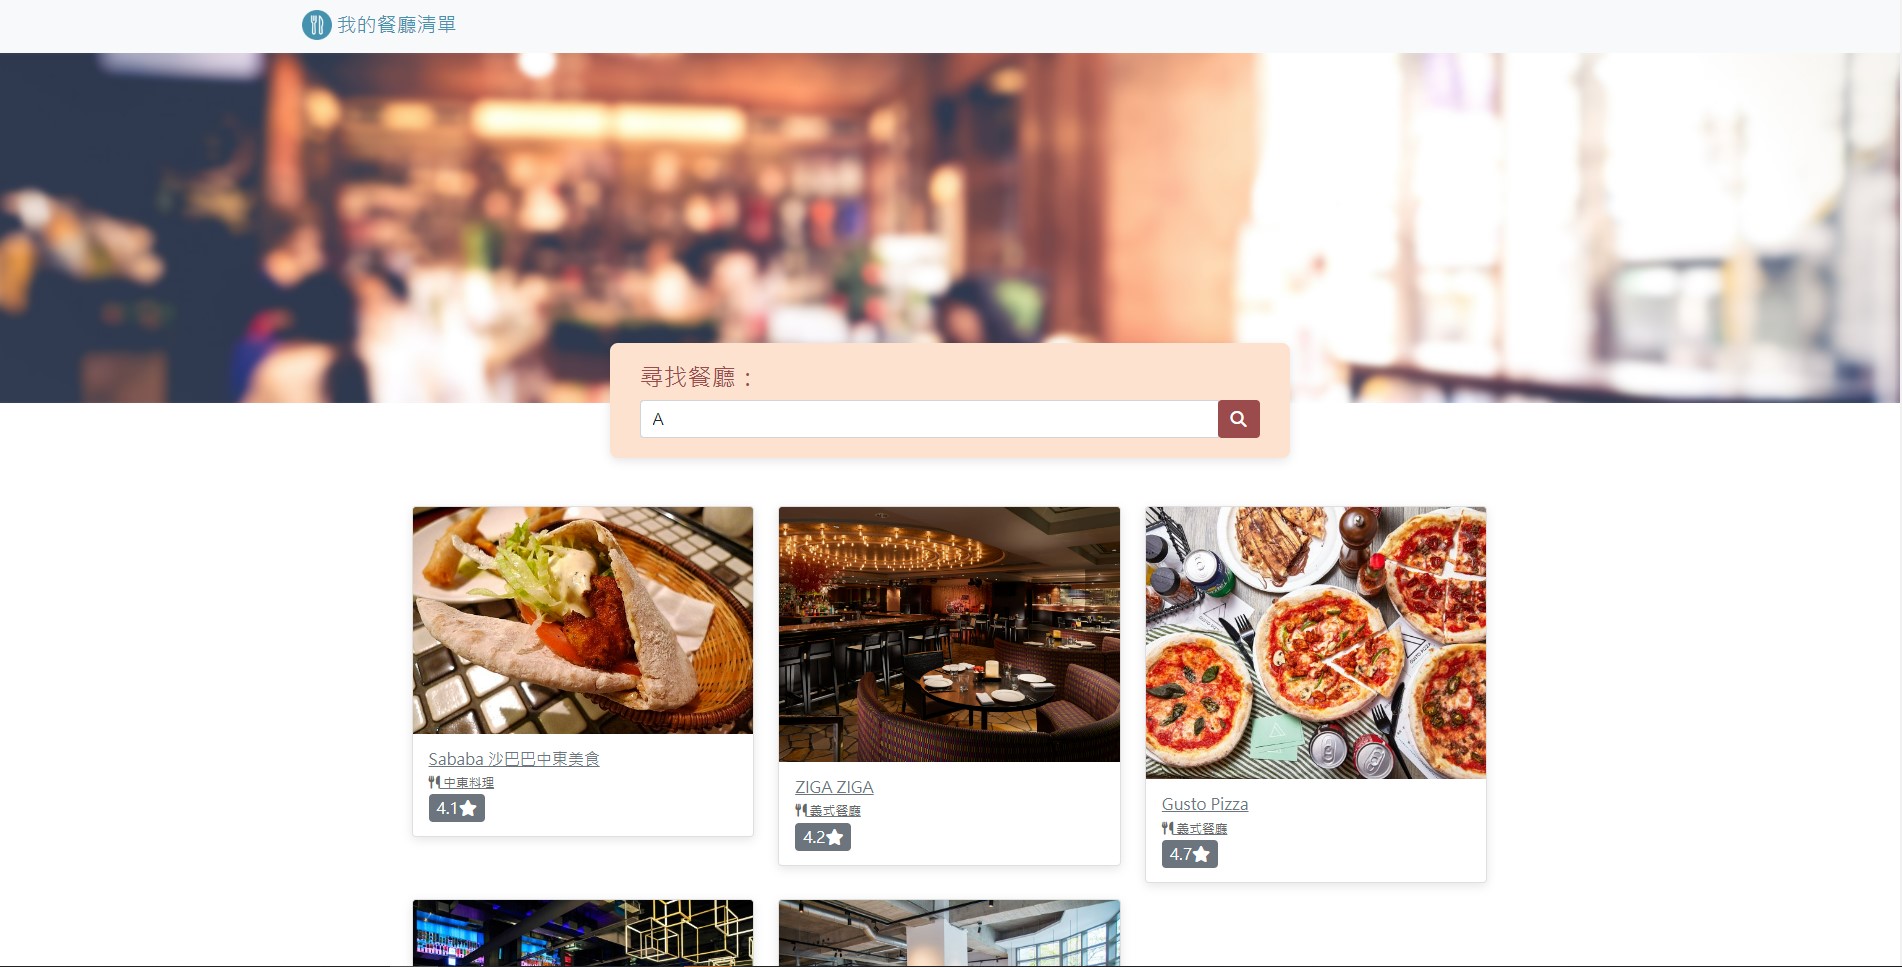 我的餐廳清單
尋找餐廳：
A
Sababa 沙巴巴中東美食
中東料理
4.1
ZIGA ZIGA
義式餐廳
4.2
Gusto Pizza
義式餐廳
4.7